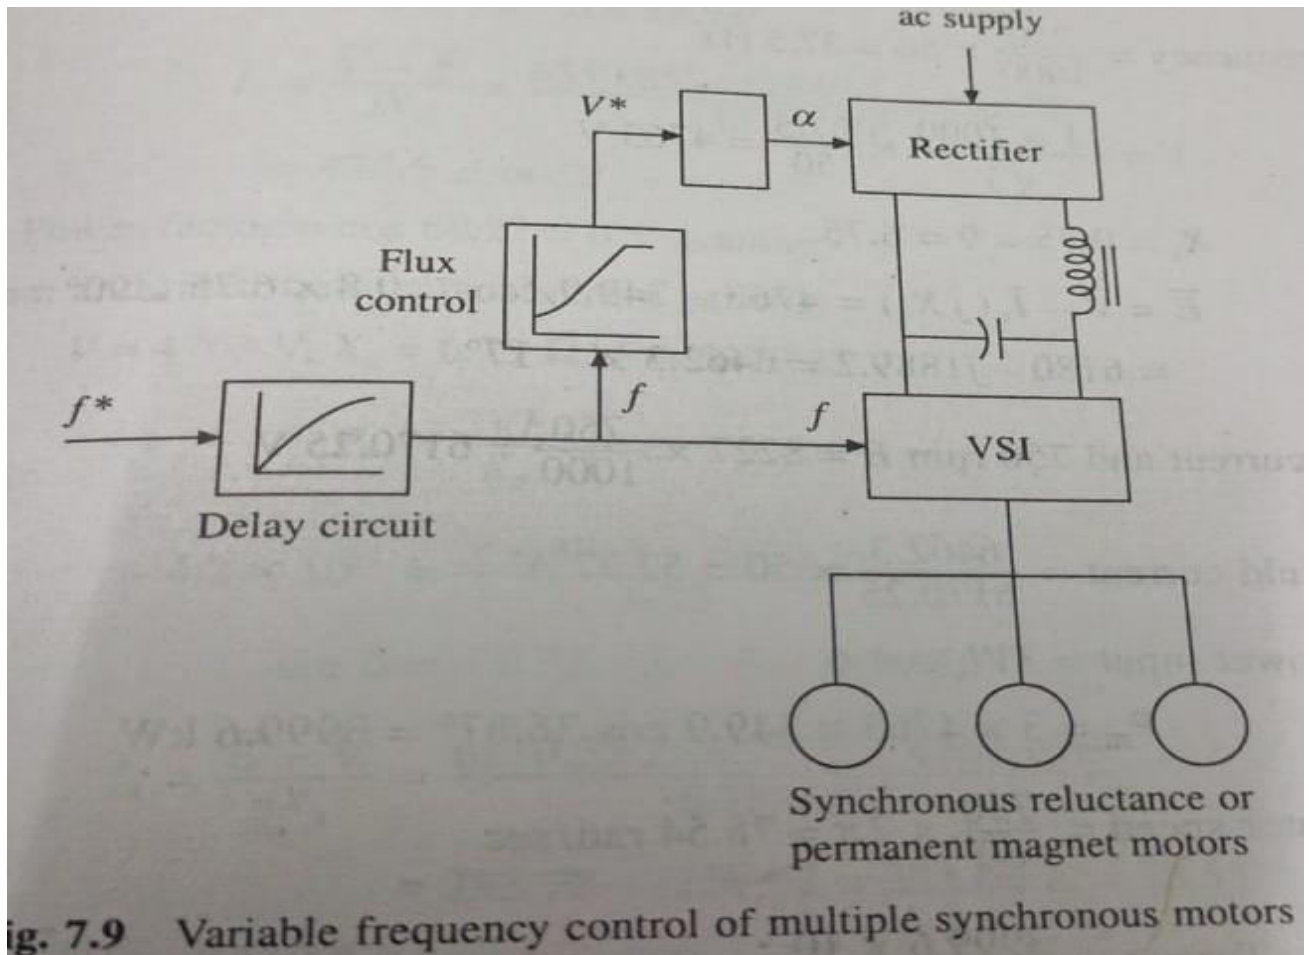 ac supply
V*
α
Rectifier
Flux
control
f*
f
f
VSI
Delay circuit
Synchronous reluctance or
permanent magnet motors
ig. 7.9 Variable frequency control of multiple synchronous motors